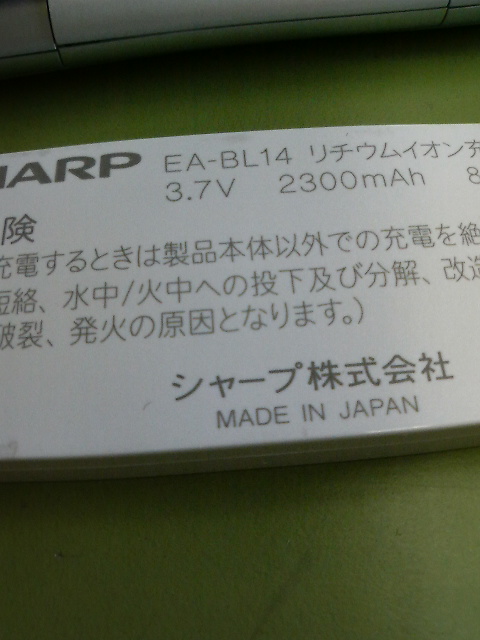 HARP EA-BL14 リチウムイオン充
3.7V 2300mAh 8
険
充電するときは製品本体以外での充電を絶
短絡、水中/火中への投下及び分解、改造
破裂、発火の原因となります。)
シャープ株式会社
MADE IN JAPAN